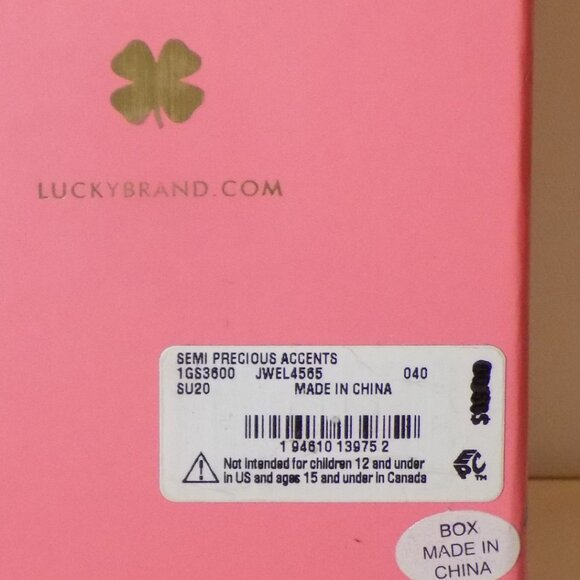 LUCKYBRAND.COM
SEMI PRECIOUS ACCENTS
1GS3600 JWEL4565 040
SU20 MADE IN CHINA
1 94610 13975 2
Not intended for children 12 and under
in US and ages 15 and under in Canada
EPC™
BOX
MADE IN
CHINA